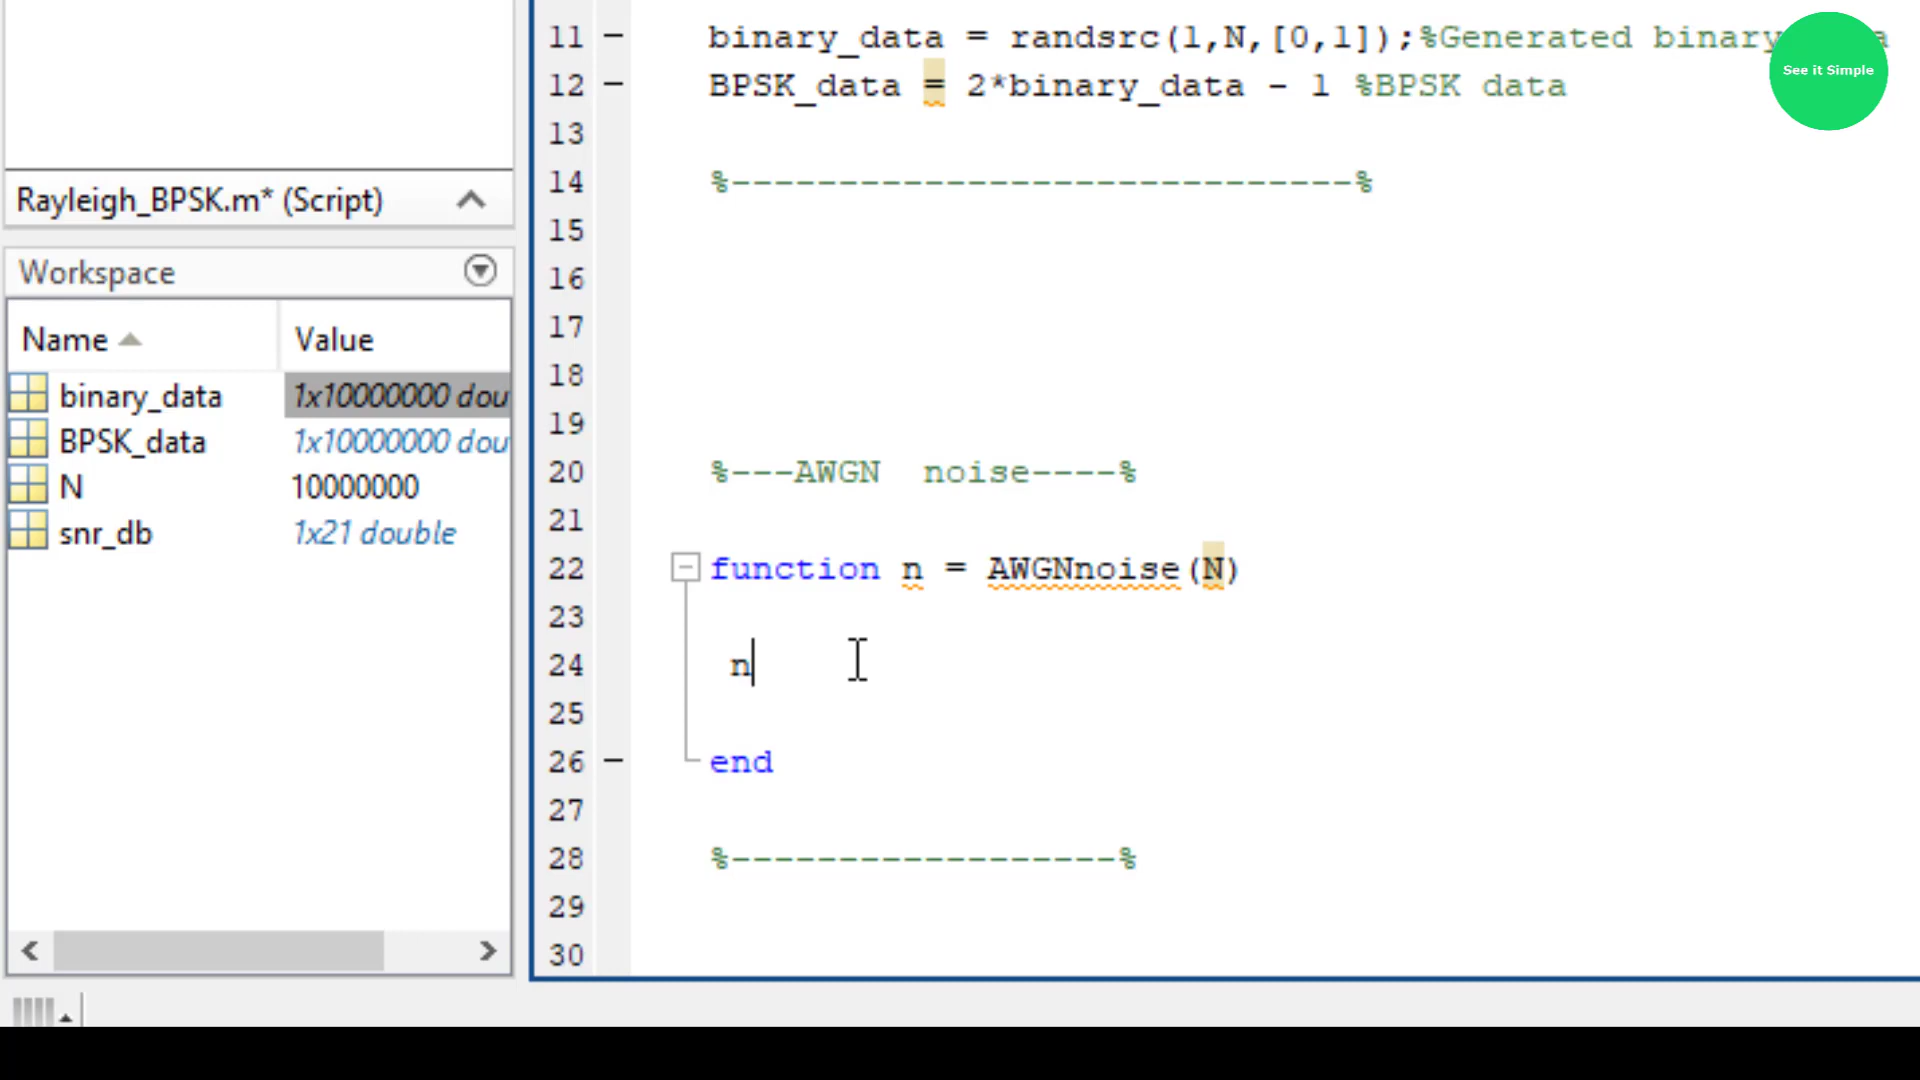 11 binary_data = randsrc(1,N,[0,1]);%Generated binary
12 BPSK_data = 2*binary_data - 1 %BPSK data
See it Simple
13
14 %-----------------------------%
Rayleigh_BPSK.m* (Script)
15
Workspace
16
17
Name Value
18
binary_data 1x10000000 dou
19
BPSK_data 1x10000000 dou
20 %---AWGN  noise----%
N 10000000
21
snr_db 1x21 double
22 function n = AWGNnoise(N)
23
24 n
25
26 end
27
28 %------------------%
29
30